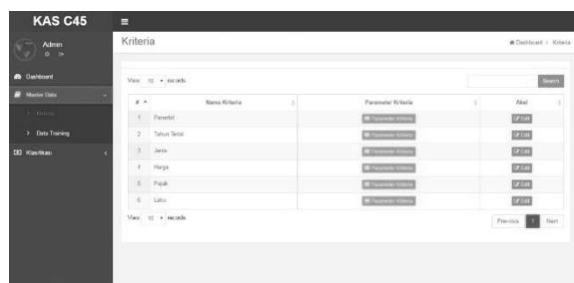 KAS C45
Admin
Kriteria
Dashboard > Kriteria
Dashboard
Master Data
Kriteria
Data Training
Klasifikasi
View 10 records
Search
# Nama Kriteria Parameter Kriteria Aksi
1 Penerbit Parameter Kriteria Edit
2 Tahun Terbit Parameter Kriteria Edit
3 Jenis Parameter Kriteria Edit
4 Harga Parameter Kriteria Edit
5 Pajak Parameter Kriteria Edit
6 Laku Parameter Kriteria Edit
View 10 records
Previous 1 Next